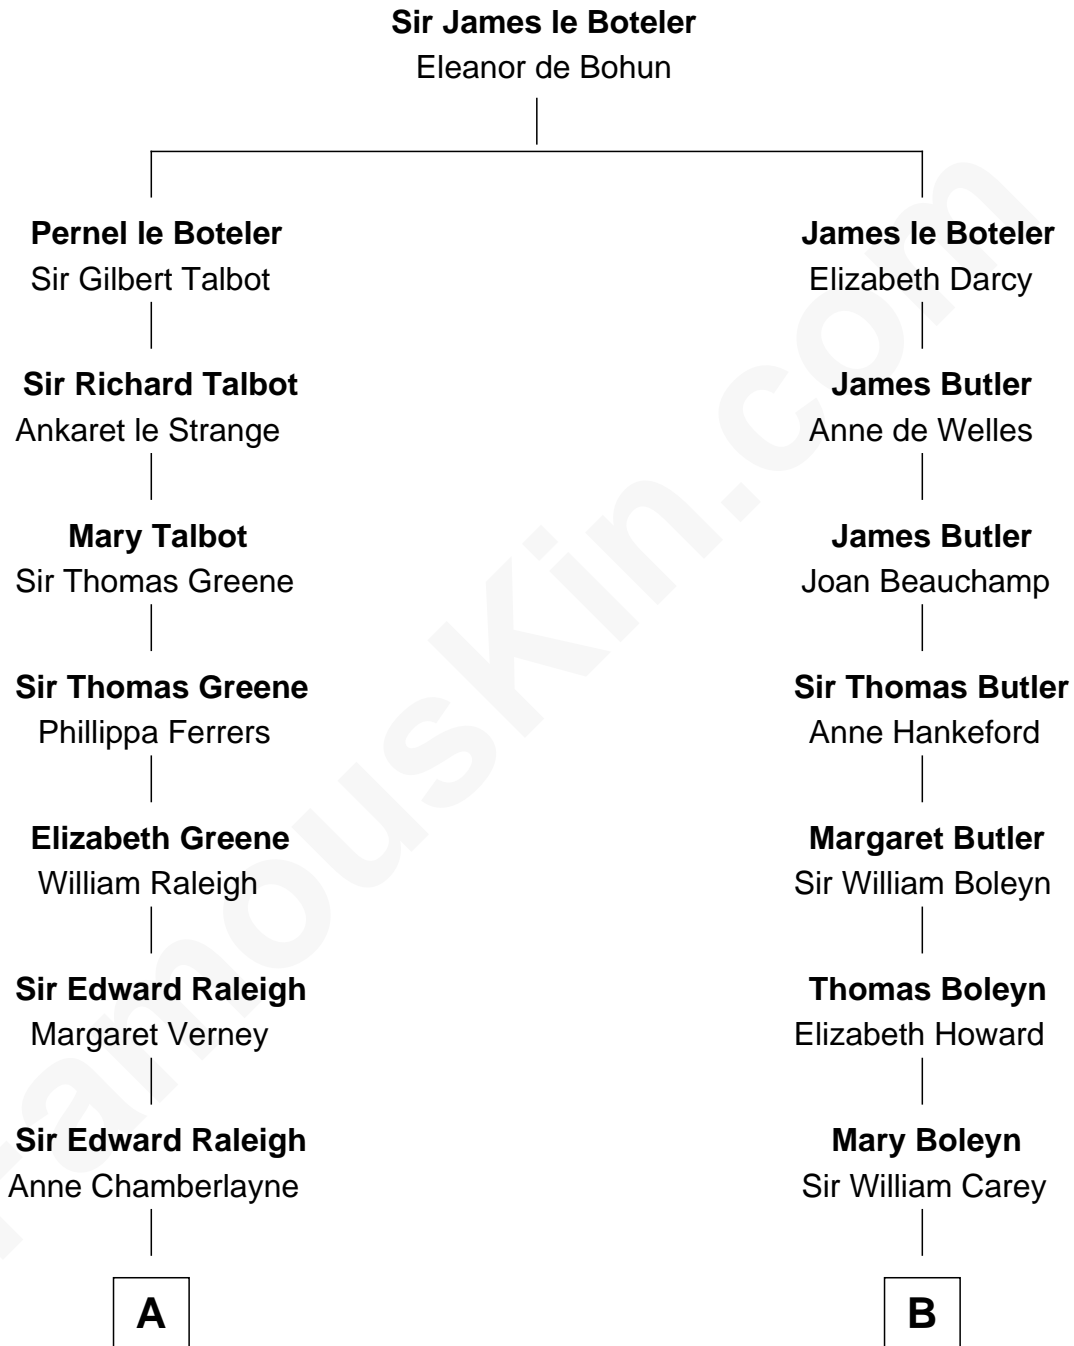 Sir James le Boteler
Eleanor de Bohun
Pernel le Boteler
Sir Gilbert Talbot
James le Boteler
Elizabeth Darcy
Sir Richard Talbot
Ankaret le Strange
James Butler
Anne de Welles
Mary Talbot
Sir Thomas Greene
James Butler
Joan Beauchamp
Sir Thomas Greene
Phillippa Ferrers
Sir Thomas Butler
Anne Hankeford
Elizabeth Greene
William Raleigh
Margaret Butler
Sir William Boleyn
Sir Edward Raleigh
Margaret Verney
Thomas Boleyn
Elizabeth Howard
Sir Edward Raleigh
Anne Chamberlayne
Mary Boleyn
Sir William Carey
A
B
FamousKin.com